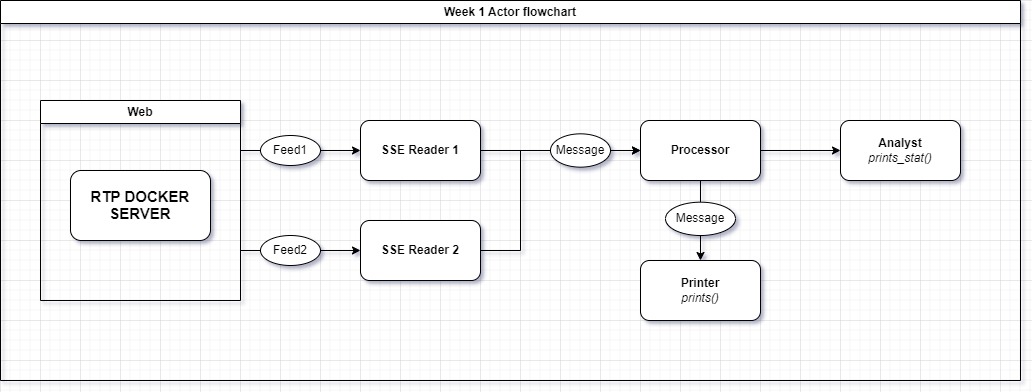 Week 1 Actor flowchart
Web
RTP DOCKER
SERVER
Feed1
SSE Reader 1
Message
Processor
Analyst
prints_stat()
Feed2
SSE Reader 2
Message
Printer
prints()